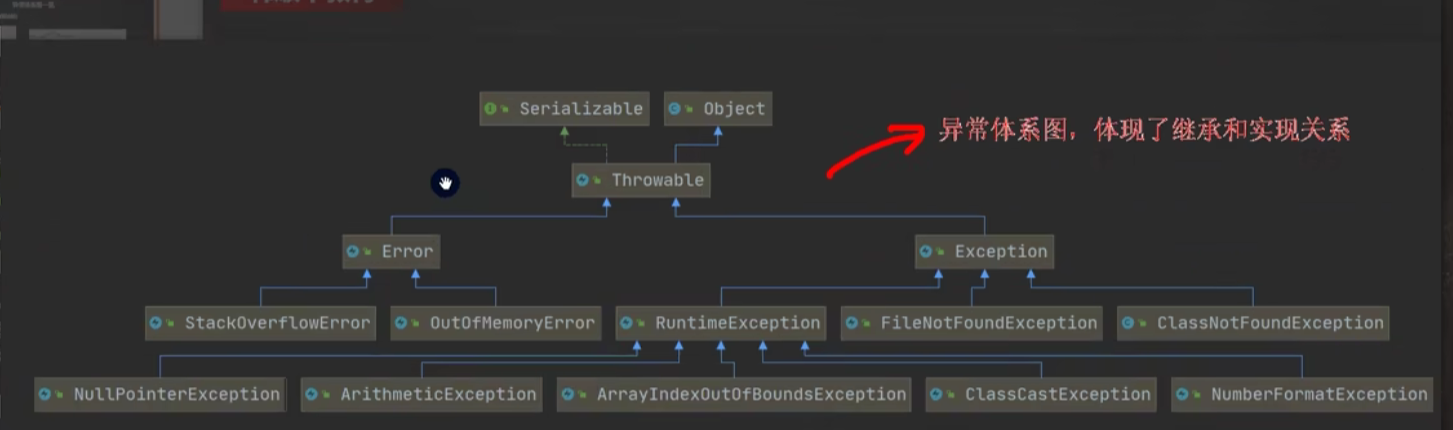 Serializable
Object
异常体系图，体现了继承和实现关系
Throwable
Error
Exception
StackOverflowError
OutOfMemoryError
RuntimeException
FileNotFoundException
ClassNotFoundException
NullPointerException
ArithmeticException
ArrayIndexOutOfBoundsException
ClassCastException
NumberFormatException